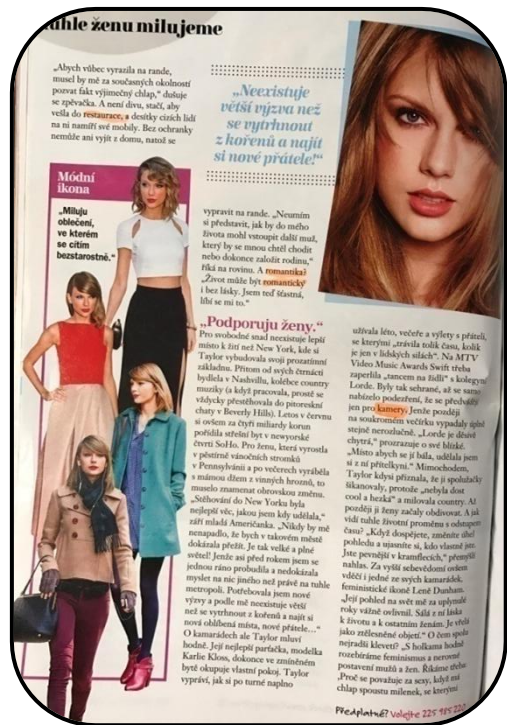 tuhle ženu milujeme
„Abych vůbec vyrazila na rande,
musel by mě za současných okolností
pozvat fakt výjimečný chlap,“ dušuje
se zpěvačka. A není divu, stačí, aby
vešla do restaurace, a desítky cizích lidí
na ni namíří své mobily. Bez ochranky
nemůže ani vyjít z domu, natož se
„Neexistuje
větší výzva než
se vytrhnout
z kořenů a najít
si nové přátele!“
Módní
ikona
„Miluju
oblečení,
ve kterém
se cítím
bezstarostně.“
vypravit na rande. „Neumím
si představit, jak by do mého
života mohl vstoupit další muž,
který by se mnou chtěl chodit
nebo dokonce založit rodinu,“
říká na rovinu. A romantika?
„Život může být romantický
i bez lásky. Jsem teď šťastná,
líbí se mi to.“
„Podporuju ženy.“
Pro svobodné snad neexistuje lepší
místo k žití než New York, kde si
Taylor vybudovala svoji prozatímní
základnu. Přitom od svých čtrnácti
bydlela v Nashvillu, kolébce country
muziky (a když pracovala, prostě se
vždycky přestěhovala do pitoreskní
chaty v Beverly Hills). Letos v červnu
si ovšem za čtyři miliardy korun
pořídila střešní byt v newyorské
čtvrti SoHo. Pro ženu, která vyrostla
v pěstírně vánočních stromků
v Pennsylvánii a po večerech vyráběla
s mámou džem z vinných hroznů, to
muselo znamenat obrovskou změnu.
„Stěhování do New Yorku byla
nejlepší věc, jakou jsem kdy udělala,“
září mladá Američanka. „Nikdy by mě
nenapadlo, že bych v takovém městě
dokázala přežít. Je tak velké a plné
světel! Jenže asi před rokem jsem se
jednou ráno probudila a nedokázala
myslet na nic jiného než právě na tuhle
metropoli. Potřebovala jsem nové
výzvy a podle mě neexistuje větší
než se vytrhnout z kořenů a najít si
nová oblíbená místa, nové přátele…“
O kamarádech ale Taylor mluví
hodně. Její nejlepší parťačka, modelka
Karlie Kloss, dokonce ve zmíněném
bytě okupuje vlastní pokoj. Taylor
vypráví, jak si po turné naplno
užívala léto, večeře a výlety s přáteli,
se kterými „trávila tolik času, kolik
je jen v lidských silách“. Na MTV
Video Music Awards Swift třeba
zaperlila „tancem na židli“ s kolegyní
Lorde. Byly tak sehrané, až se samo
nabízelo podezření, že se předvádějí
jen pro kamery. Jenže později
na soukromém večírku vypadaly úplně
stejně nerozlučně. „Lorde je děsivě
chytrá,“ prozrazuje o své blízké.
„Místo abych se jí bála, udělala jsem
si z ní přítelkyni.“ Mimochodem,
Taylor kdysi přiznala, že ji spolužačky
šikanovaly, protože „nebyla dost
cool a hezká“ a milovala country. Až
později ji ženy začaly obdivovat. A jak
vidí tuhle životní proměnu s odstupem
času? „Když dospějete, změníte úhel
pohledu a ujasníte si, kdo vlastně jste.
Jste pevnější v kramflecích,“ přemýšlí
nahlas. Za vyšší sebevědomí ovšem
vděčí i jedné ze svých kamarádek,
feministické ikoně Leně Dunham.
„Její pohled na svět mě za uplynulé
roky vážně ovlivnil. Sálá z ní láska
k životu a k ostatním ženám. Je vřelá
jako ztělesněné objetí.“ O čem spolu
nejradši klevetí? „S holkama hodně
rozebíráme feminismus a nerovné
postavení mužů a žen. Říkáme třeba:
‚Proč se považuje za sexy, když má
chlap spoustu milenek, se kterými
Předplatné? Volejte 225 985 225